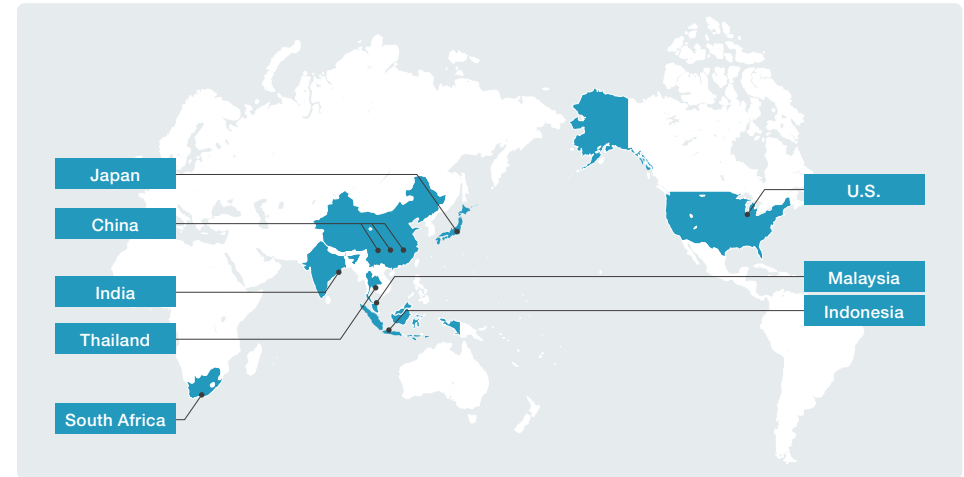 Japan
China
India
Thailand
South Africa
U.S.
Malaysia
Indonesia